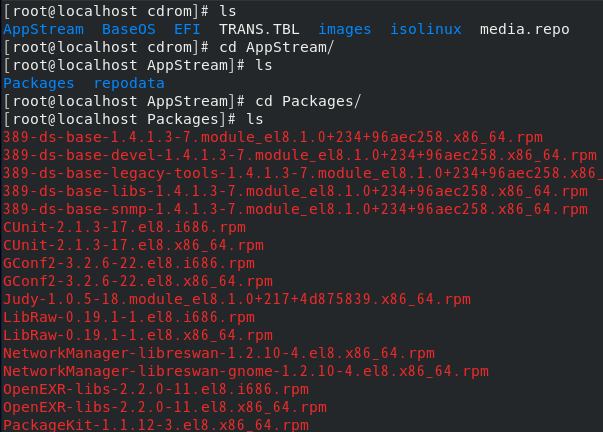 [root@localhost cdrom]# ls
AppStream  BaseOS  EFI  TRANS.TBL  images  isolinux  media.repo
[root@localhost cdrom]# cd AppStream/
[root@localhost AppStream]# ls
Packages  repodata
[root@localhost AppStream]# cd Packages/
[root@localhost Packages]# ls
389-ds-base-1.4.1.3-7.module_el8.1.0+234+96aec258.x86_64.rpm
389-ds-base-devel-1.4.1.3-7.module_el8.1.0+234+96aec258.x86_64.rpm
389-ds-base-legacy-tools-1.4.1.3-7.module_el8.1.0+234+96aec258.x86_
389-ds-base-libs-1.4.1.3-7.module_el8.1.0+234+96aec258.x86_64.rpm
389-ds-base-snmp-1.4.1.3-7.module_el8.1.0+234+96aec258.x86_64.rpm
CUnit-2.1.3-17.el8.i686.rpm
CUnit-2.1.3-17.el8.x86_64.rpm
GConf2-3.2.6-22.el8.i686.rpm
GConf2-3.2.6-22.el8.x86_64.rpm
Judy-1.0.5-18.module_el8.1.0+217+4d875839.x86_64.rpm
LibRaw-0.19.1-1.el8.i686.rpm
LibRaw-0.19.1-1.el8.x86_64.rpm
NetworkManager-libreswan-1.2.10-4.el8.x86_64.rpm
NetworkManager-libreswan-gnome-1.2.10-4.el8.x86_64.rpm
OpenEXR-libs-2.2.0-11.el8.i686.rpm
OpenEXR-libs-2.2.0-11.el8.x86_64.rpm
PackageKit-1.1.12-3.el8.x86_64.rpm